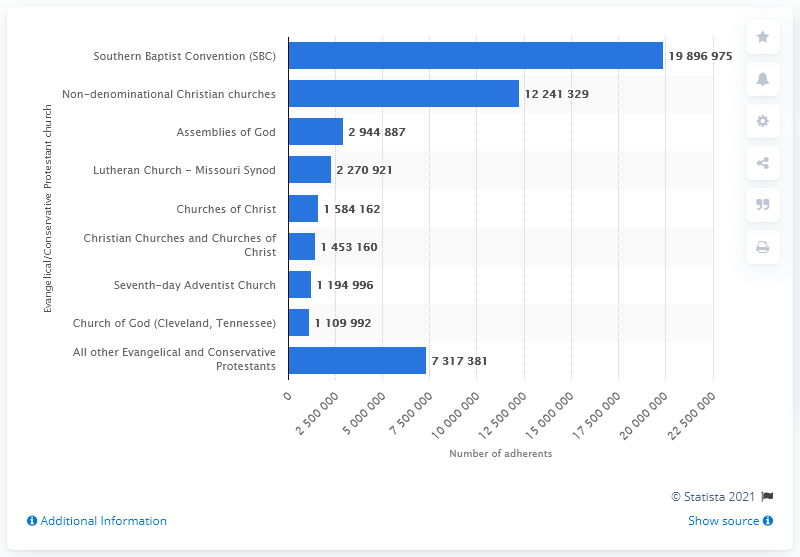 Evangelical/Conservative Protestant church
Southern Baptist Convention (SBC) 19 896 975
Non-denominational Christian churches 12 241 329
Assemblies of God 2 944 887
Lutheran Church - Missouri Synod 2 270 921
Churches of Christ 1 584 162
Christian Churches and Churches of
Christ 1 453 160
Seventh-day Adventist Church 1 194 996
Church of God (Cleveland, Tennessee) 1 109 992
All other Evangelical and Conservative
Protestants 7 317 381
0 2 500 000 5 000 000 7 500 000 10 000 000 12 500 000 15 000 000 17 500 000 20 000 000 22 500 000
Number of adherents
© Statista 2021
Additional Information Show source